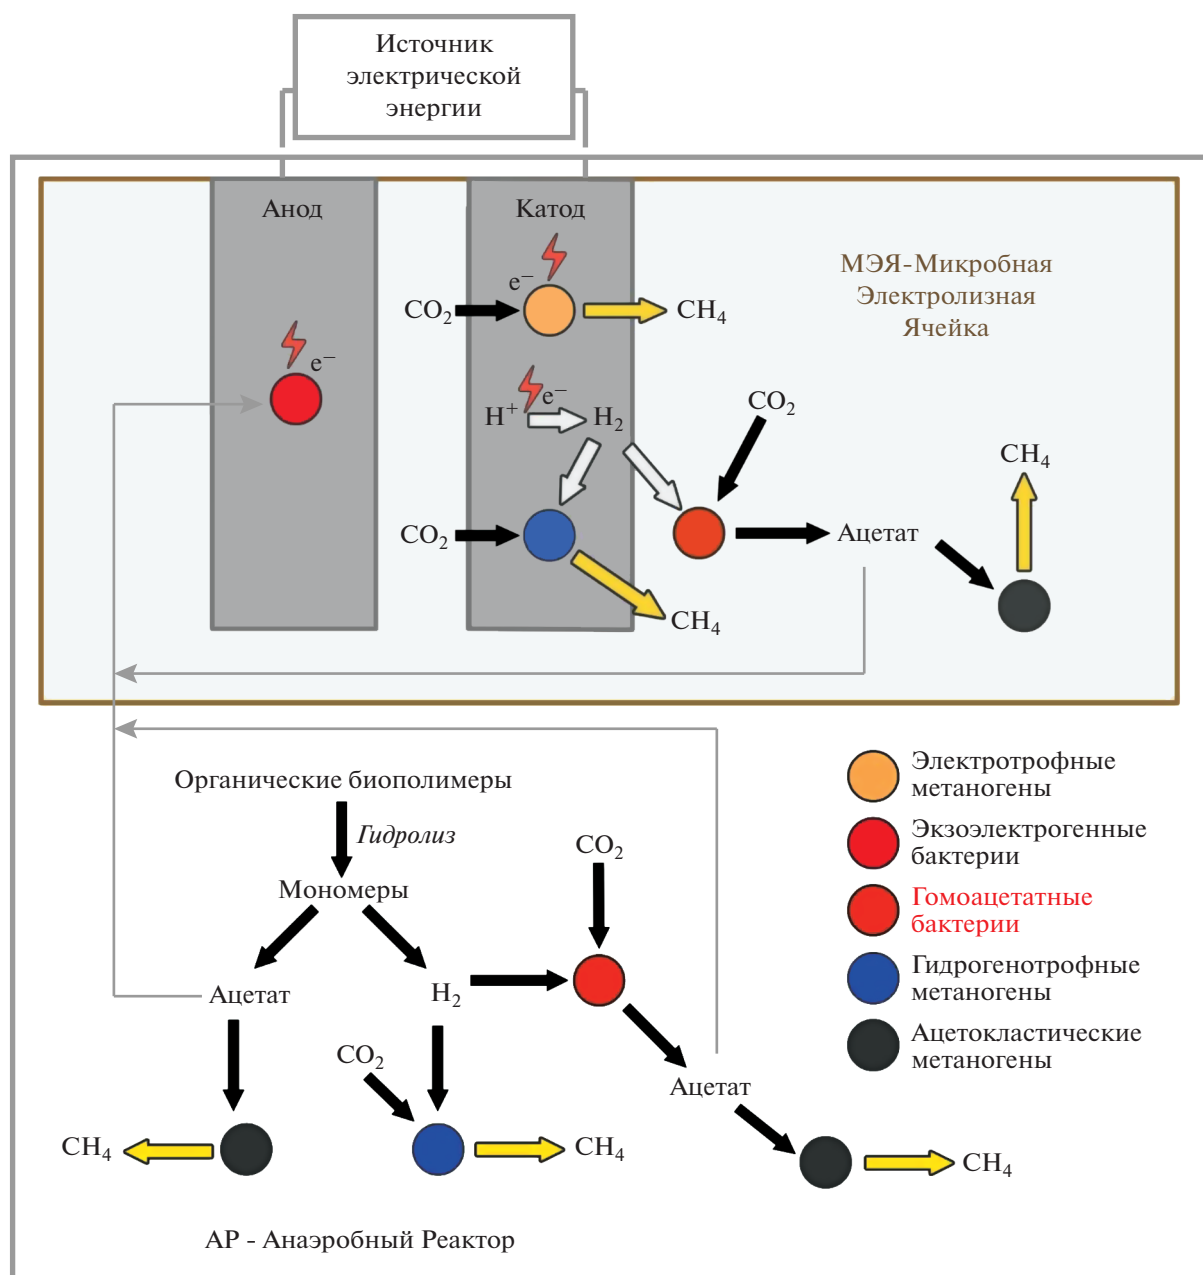 Источник
электрической
энергии
Анод
Катод
МЭЯ-Микробная
Электролизная
Ячейка
e⁻
CO₂
CH₄
e⁻
e⁻
H⁺
H₂
CO₂
CH₄
CO₂
Ацетат
CH₄
Органические биополимеры
Гидролиз
Мономеры
CO₂
Ацетат
H₂
CO₂
Ацетат
CH₄
CH₄
CH₄
Электротрофные
метаногены
Экзоэлектрогенные
бактерии
Гомоацетатные
бактерии
Гидрогенотрофные
метаногены
Ацетокластические
метаногены
АР - Анаэробный Реактор